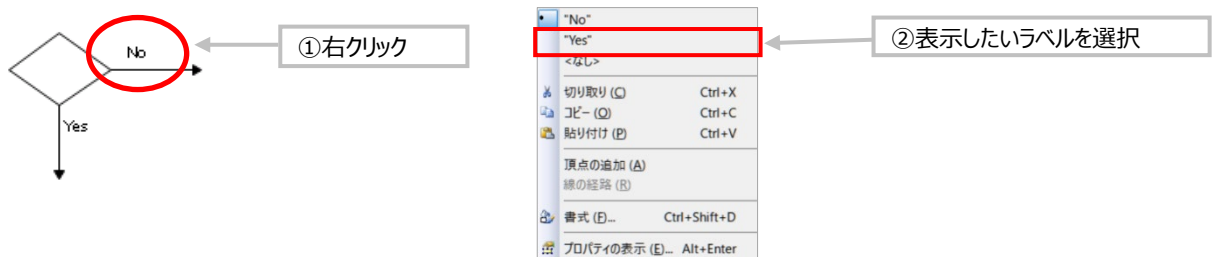 No
Yes
①右クリック
"No"
"Yes"
<なし>
切り取り (C) Ctrl+X
コピー (O) Ctrl+C
貼り付け (P) Ctrl+V
頂点の追加 (A)
線の経路 (R)
書式 (F)... Ctrl+Shift+D
プロパティの表示 (E)... Alt+Enter
②表示したいラベルを選択